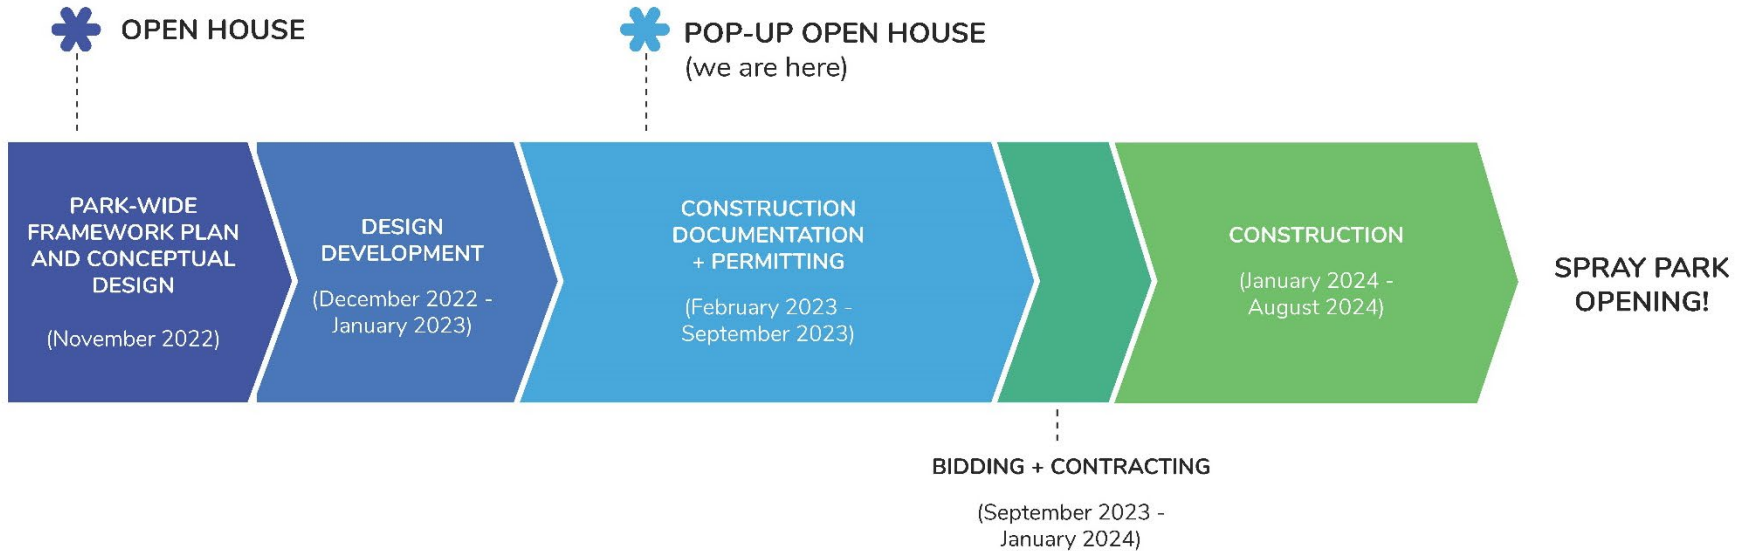 OPEN HOUSE
POP-UP OPEN HOUSE
(we are here)
PARK-WIDE
FRAMEWORK PLAN
AND CONCEPTUAL
DESIGN
(November 2022)
DESIGN
DEVELOPMENT
(December 2022 -
January 2023)
CONSTRUCTION
DOCUMENTATION
+ PERMITTING
(February 2023 -
September 2023)
BIDDING + CONTRACTING
(September 2023 -
January 2024)
CONSTRUCTION
(January 2024 -
August 2024)
SPRAY PARK
OPENING!